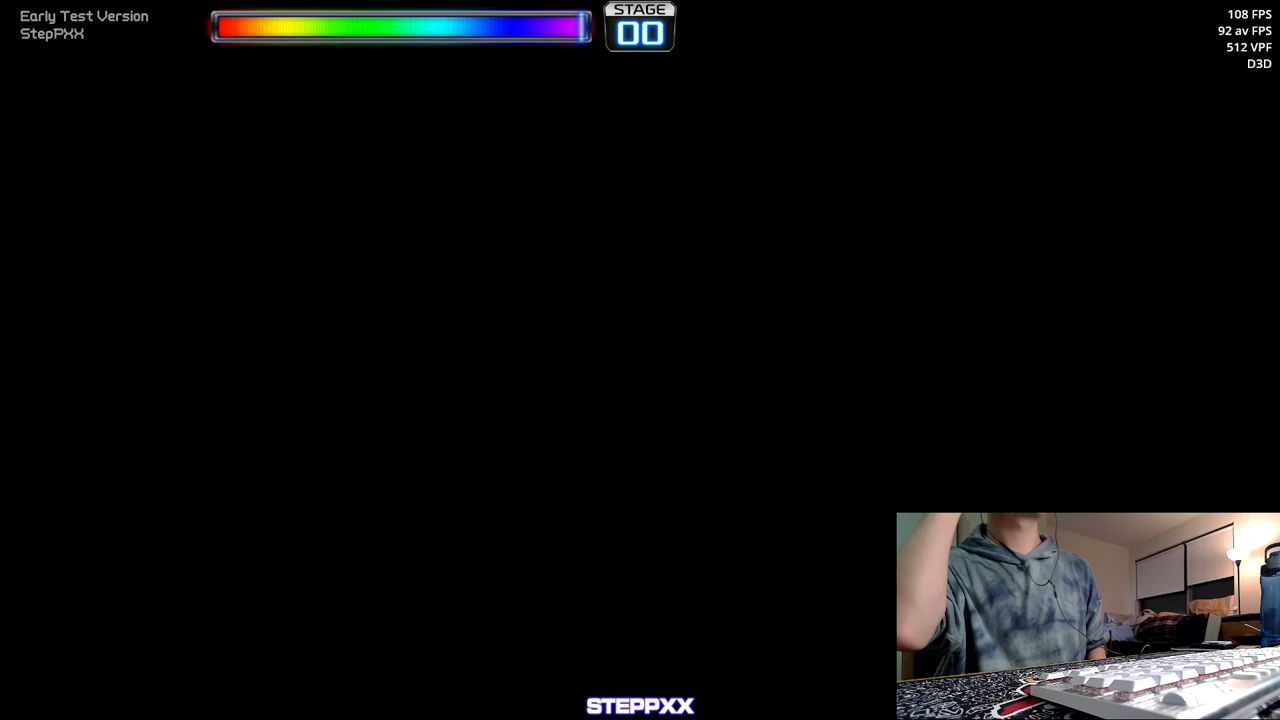 Early Test Version
StepPXX
STAGE
00
108 FPS
92 av FPS
512 VPF
D3D
STEPPXX